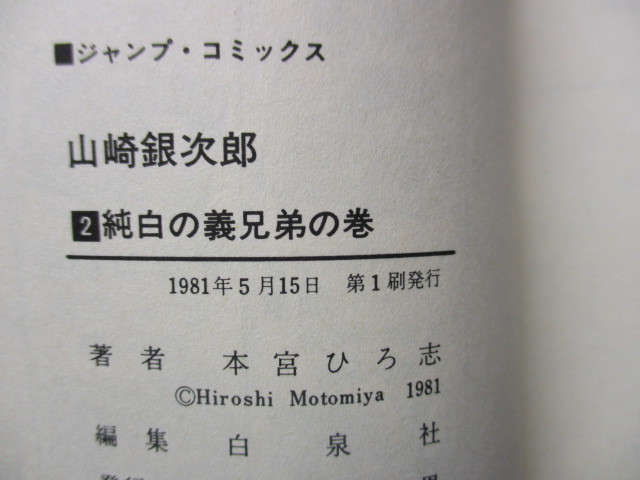 ■ジャンプ・コミックス
山崎銀次郎
2純白の義兄弟の巻
1981年5月15日 第1刷発行
著者 本宮ひろ志
©Hiroshi Motomiya 1981
編集 白泉社